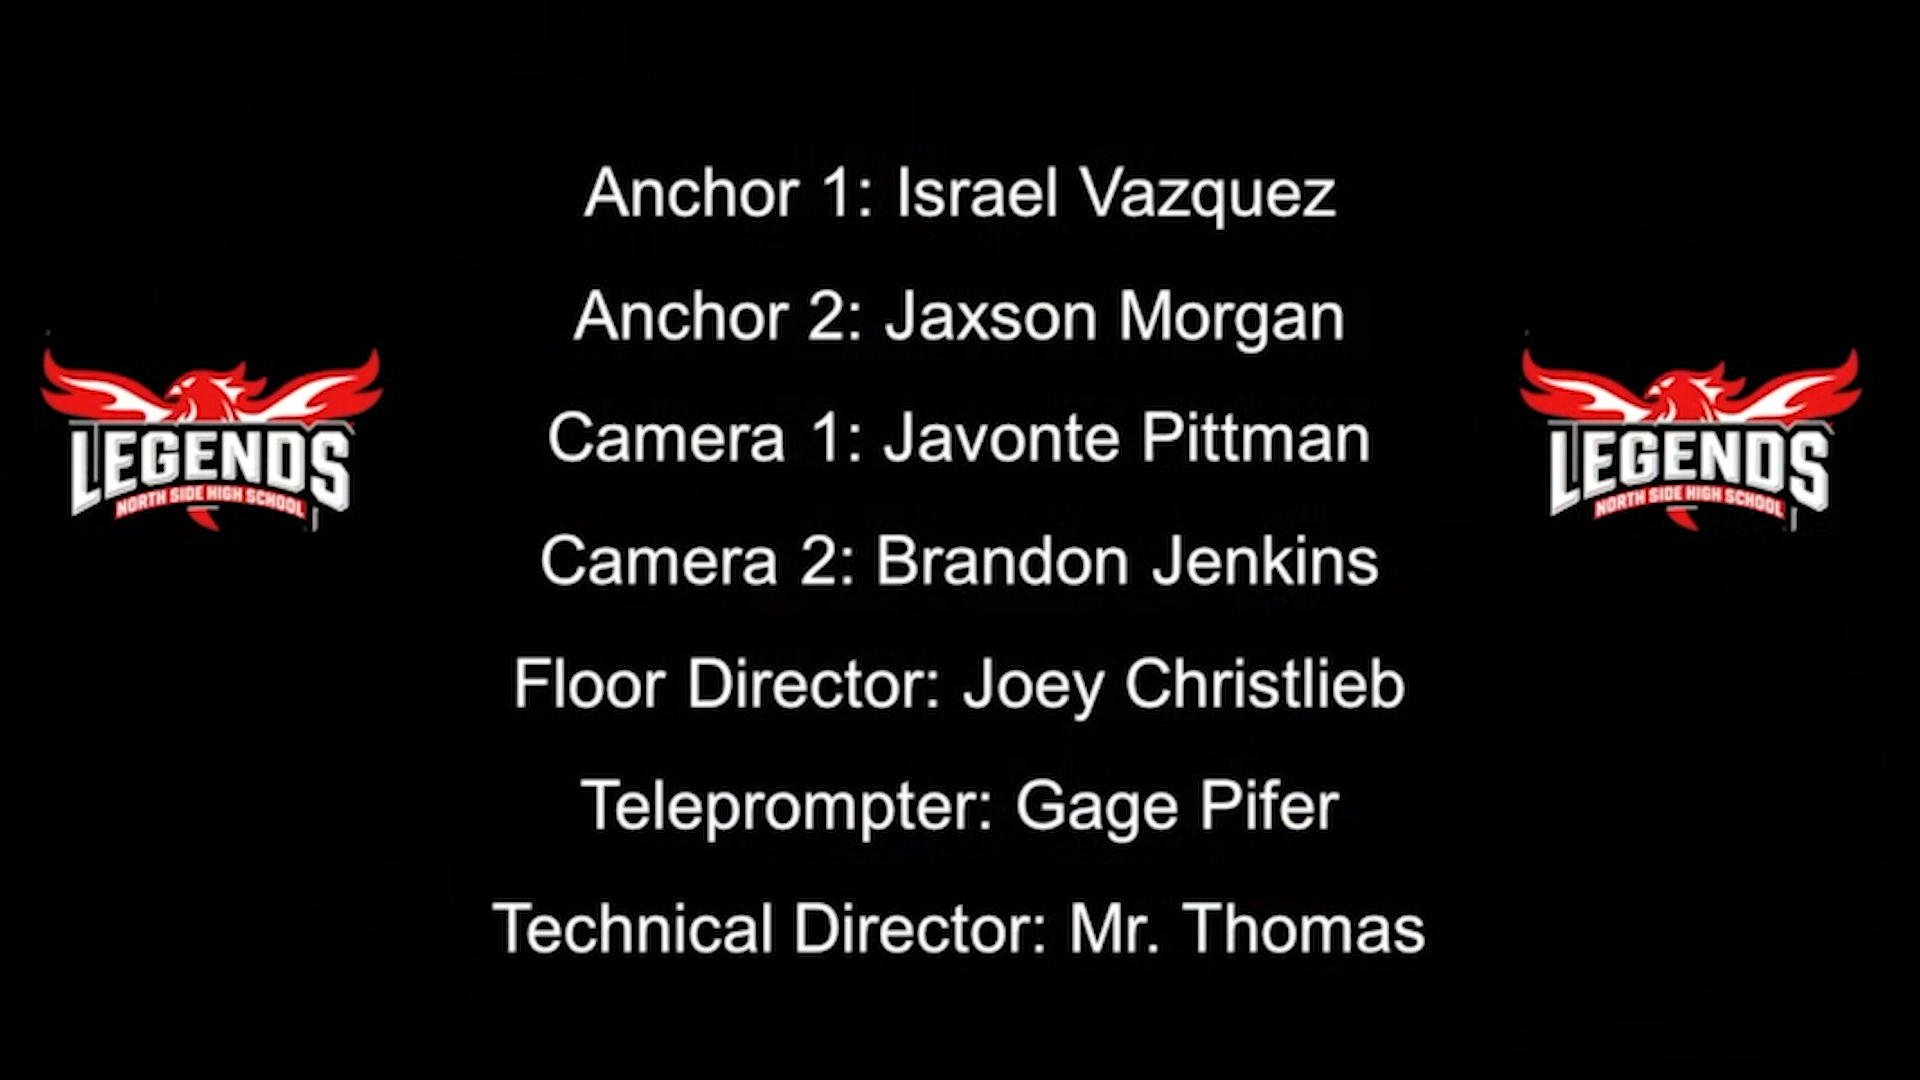 Anchor 1: Israel Vazquez
Anchor 2: Jaxson Morgan
Camera 1: Javonte Pittman
Camera 2: Brandon Jenkins
Floor Director: Joey Christlieb
Teleprompter: Gage Pifer
Technical Director: Mr. Thomas
LEGENDS
NORTH SIDE HIGH SCHOOL
LEGENDS
NORTH SIDE HIGH SCHOOL